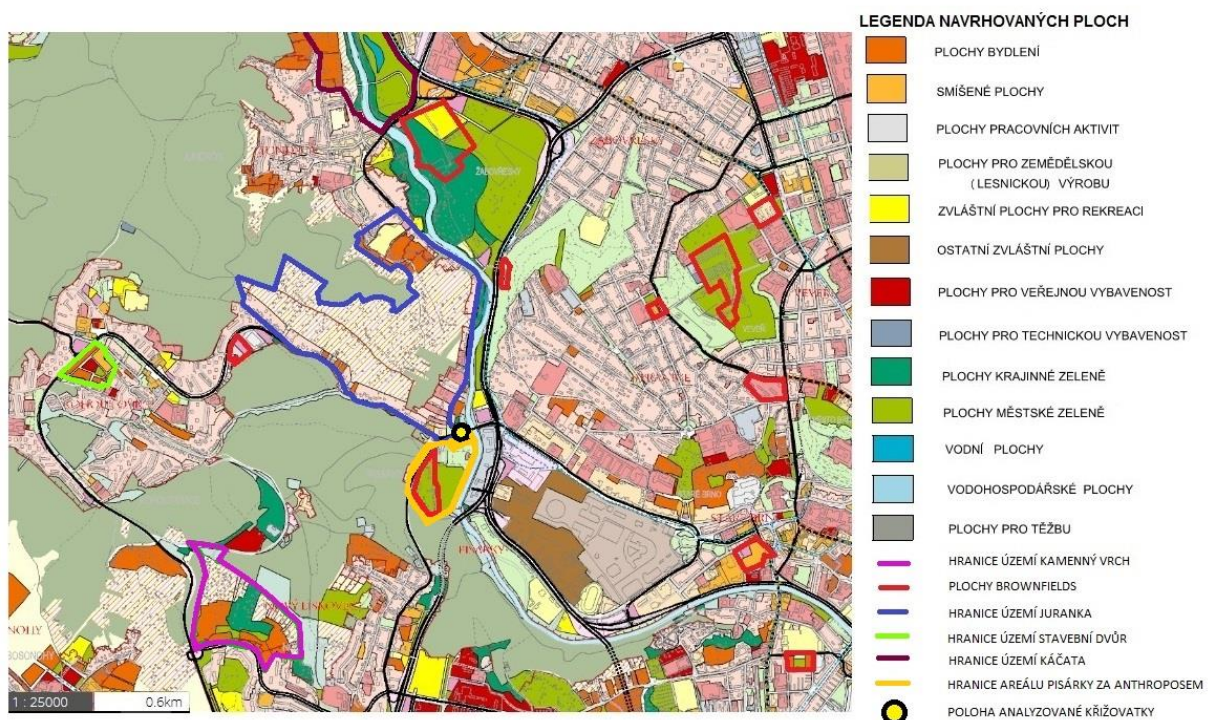 LEGENDA NAVRHOVANÝCH PLOCH
PLOCHY BYDLENÍ
SMÍŠENÉ PLOCHY
PLOCHY PRACOVNÍCH AKTIVIT
PLOCHY PRO ZEMĚDĚLSKOU
( LESNICKOU) VÝROBU
ZVLÁŠTNÍ PLOCHY PRO REKREACI
OSTATNÍ ZVLÁŠTNÍ PLOCHY
PLOCHY PRO VEŘEJNOU VYBAVENOST
PLOCHY PRO TECHNICKOU VYBAVENOST
PLOCHY KRAJINNÉ ZELENĚ
PLOCHY MĚSTSKÉ ZELENĚ
VODNÍ PLOCHY
VODOHOSPODÁŘSKÉ PLOCHY
PLOCHY PRO TĚŽBU
HRANICE ÚZEMÍ KAMENNÝ VRCH
PLOCHY BROWNFIELDS
HRANICE ÚZEMÍ JURANKA
HRANICE ÚZEMÍ STAVEBNÍ DVŮR
HRANICE ÚZEMÍ KÁČATA
HRANICE AREÁLU PISÁRKY ZA ANTHROPOSEM
POLOHA ANALYZOVANÉ KŘIŽOVATKY
ŽABOVŘESKY
VEVEŘÍ
1 : 25000
0.6km